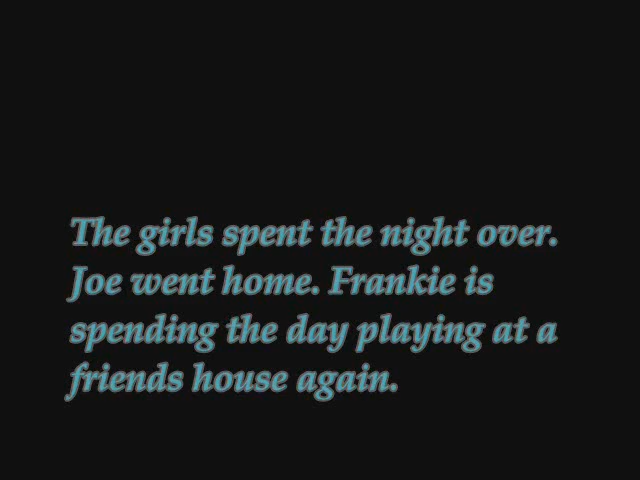 The girls spent the night over.
Joe went home. Frankie is
spending the day playing at a
friends house again.